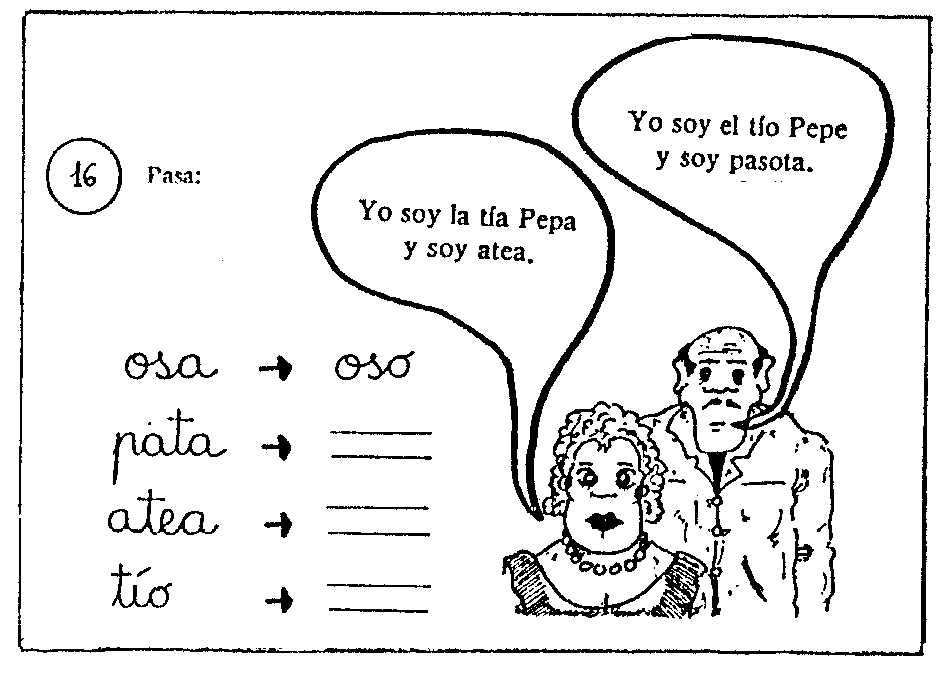 Yo soy el tío Pepe
y soy pasota.
16 Pasa:
Yo soy la tía Pepa
y soy atea.
osa → oso
pata →
atea →
tío →